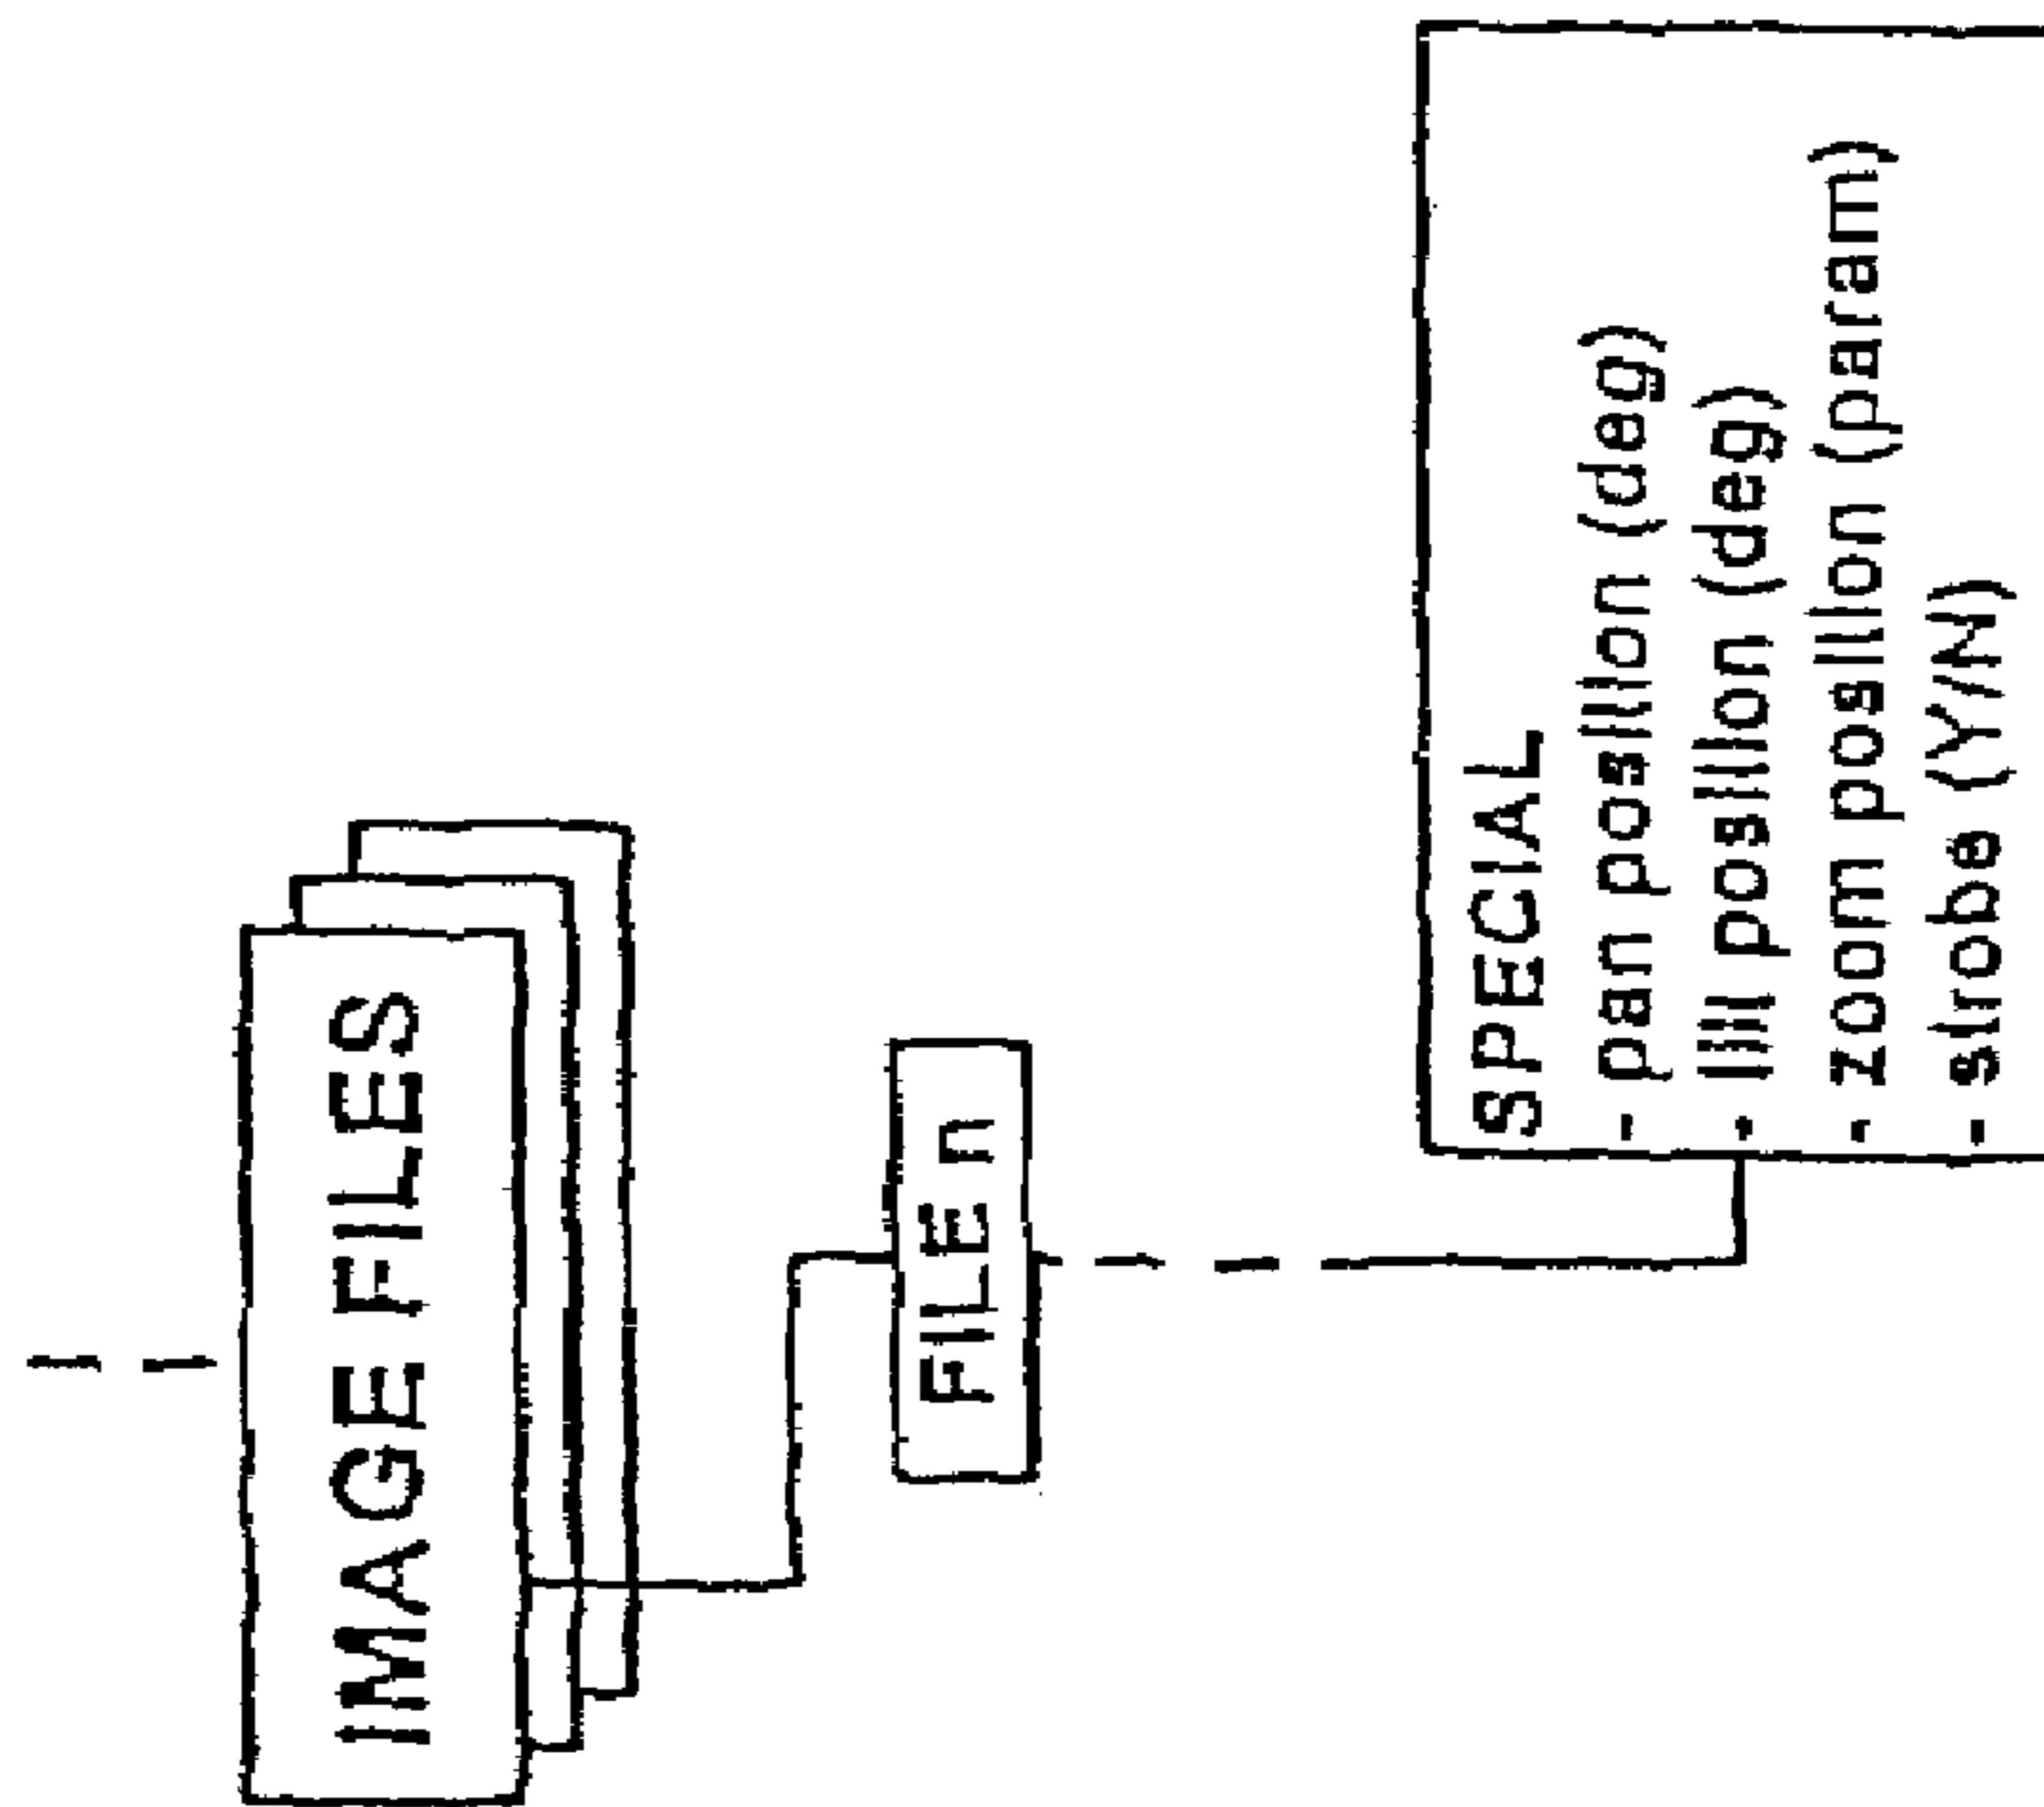 IMAGE FILES
FILE n
SPECIAL
- pan position (deg)
- tilt position (deg)
- zoom position (param)
- strobe (Y/N)